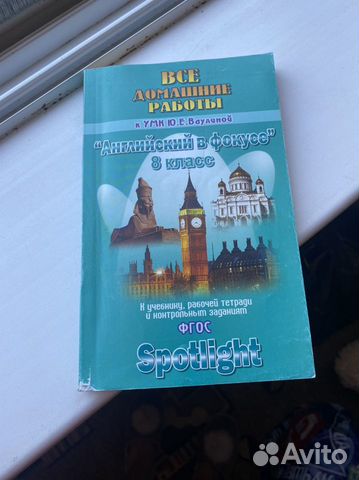 ВСЕ
ДОМАШНИЕ
РАБОТЫ
к УМК Ю.Е.Ваулиной
"Английский в фокусе"
8 класс
К учебнику, рабочей тетради
и контрольным заданиям
ФГОС
Spotlight
Avito